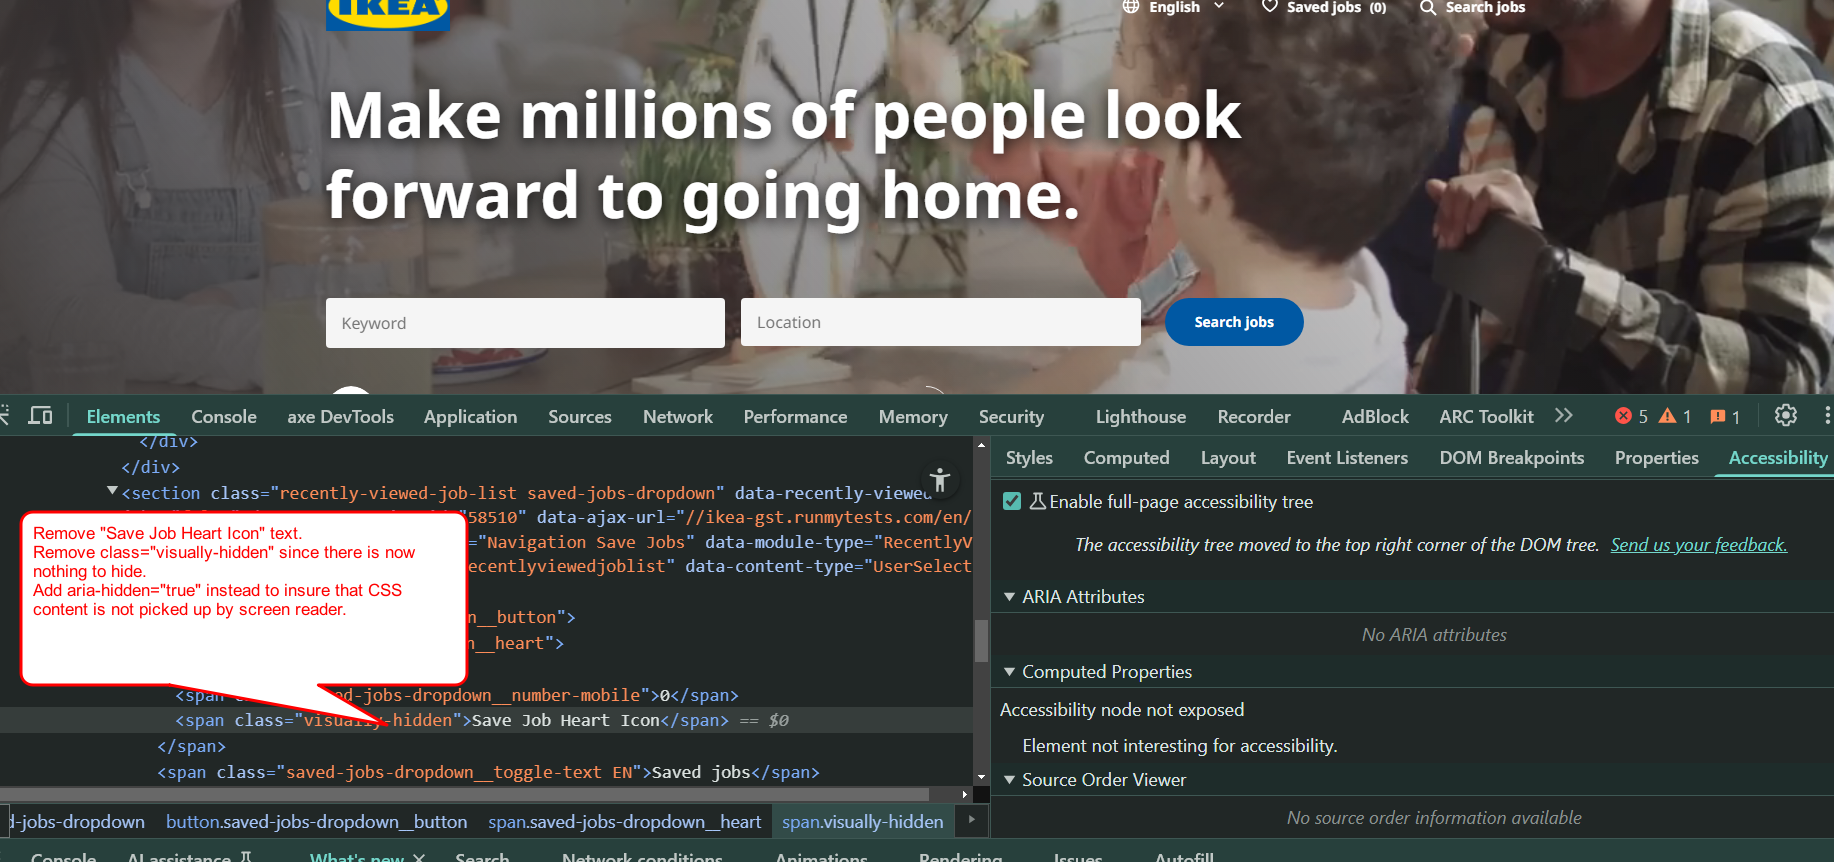 IKEA
English
Saved jobs (0)
Search jobs
Make millions of people look
forward to going home.
Keyword
Location
Search jobs
Elements Console axe DevTools Application Sources Network Performance Memory Security Lighthouse Recorder AdBlock ARC Toolkit 5 1 1
</div>
</div>
<section class="recently-viewed-job-list saved-jobs-dropdown" data-recently-viewed
58510" data-ajax-url="//ikea-gst.runmytests.com/en/
="Navigation Save Jobs" data-module-type="RecentlyV
ecentlyviewedjoblist" data-content-type="UserSelect
n__button">
__heart">
Remove "Save Job Heart Icon" text.
Remove class="visually-hidden" since there is now
nothing to hide.
Add aria-hidden="true" instead to insure that CSS
content is not picked up by screen reader.
<span ed-jobs-dropdown__number-mobile">0</span>
<span class="visually-hidden">Save Job Heart Icon</span> == $0
</span>
<span class="saved-jobs-dropdown__toggle-text EN">Saved jobs</span>
d-jobs-dropdown button.saved-jobs-dropdown__button span.saved-jobs-dropdown__heart span.visually-hidden
Styles Computed Layout Event Listeners DOM Breakpoints Properties Accessibility
Enable full-page accessibility tree
The accessibility tree moved to the top right corner of the DOM tree. Send us your feedback.
ARIA Attributes
No ARIA attributes
Computed Properties
Accessibility node not exposed
Element not interesting for accessibility.
Source Order Viewer
No source order information available
Console AI assistance What's new Search Network conditions Animations Rendering Issues Autofill